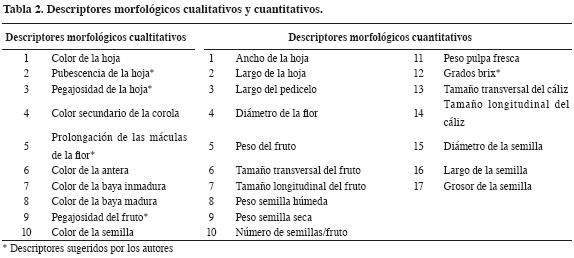 Tabla 2. Descriptores morfológicos cualitativos y cuantitativos.
Descriptores morfológicos cualtitativos Descriptores morfológicos cuantitativos
1 Color de la hoja 1 Ancho de la hoja 11 Peso pulpa fresca
2 Pubescencia de la hoja* 2 Largo de la hoja 12 Grados brix*
3 Pegajosidad de la hoja* 3 Largo del pedicelo 13 Tamaño transversal del cáliz
4 Color secundario de la corola 4 Diámetro de la flor 14 Tamaño longitudinal del cáliz
5 Prolongación de las máculas de la flor* 5 Peso del fruto 15 Diámetro de la semilla
6 Color de la antera 6 Tamaño transversal del fruto 16 Largo de la semilla
7 Color de la baya inmadura 7 Tamaño longitudinal del fruto 17 Grosor de la semilla
8 Color de la baya madura 8 Peso semilla húmeda
9 Pegajosidad del fruto* 9 Peso semilla seca
10 Color de la semilla 10 Número de semillas/fruto
* Descriptores sugeridos por los autores